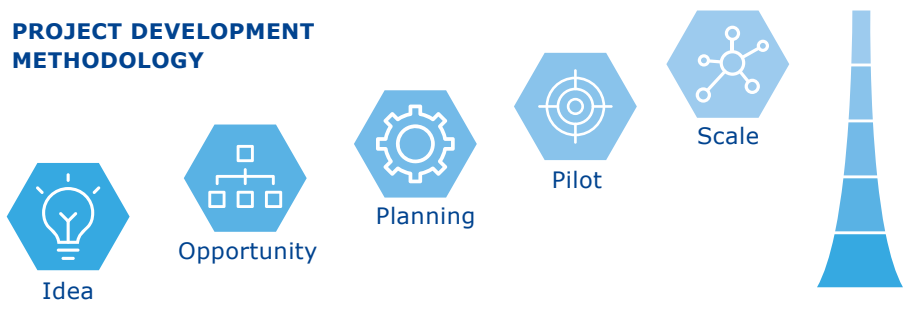 PROJECT DEVELOPMENT
METHODOLOGY
Idea
Opportunity
Planning
Pilot
Scale